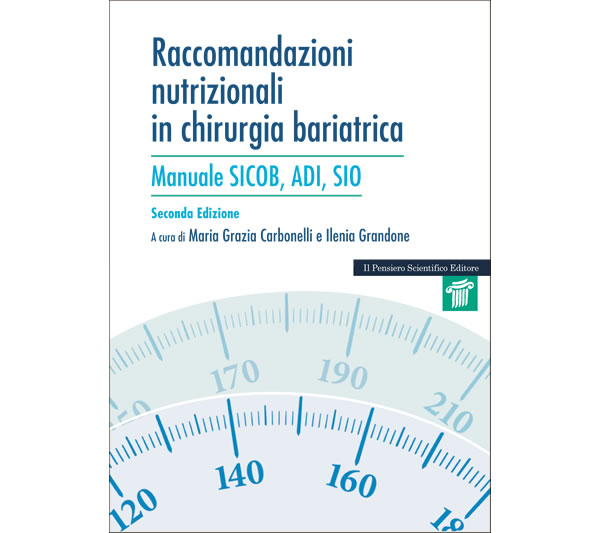 Raccomandazioni
nutrizionali
in chirurgia bariatrica
Manuale SICOB, ADI, SIO
Seconda Edizione
A cura di Maria Grazia Carbonelli e Ilenia Grandone
Il Pensiero Scientifico Editore
170
190
210
120
140
160